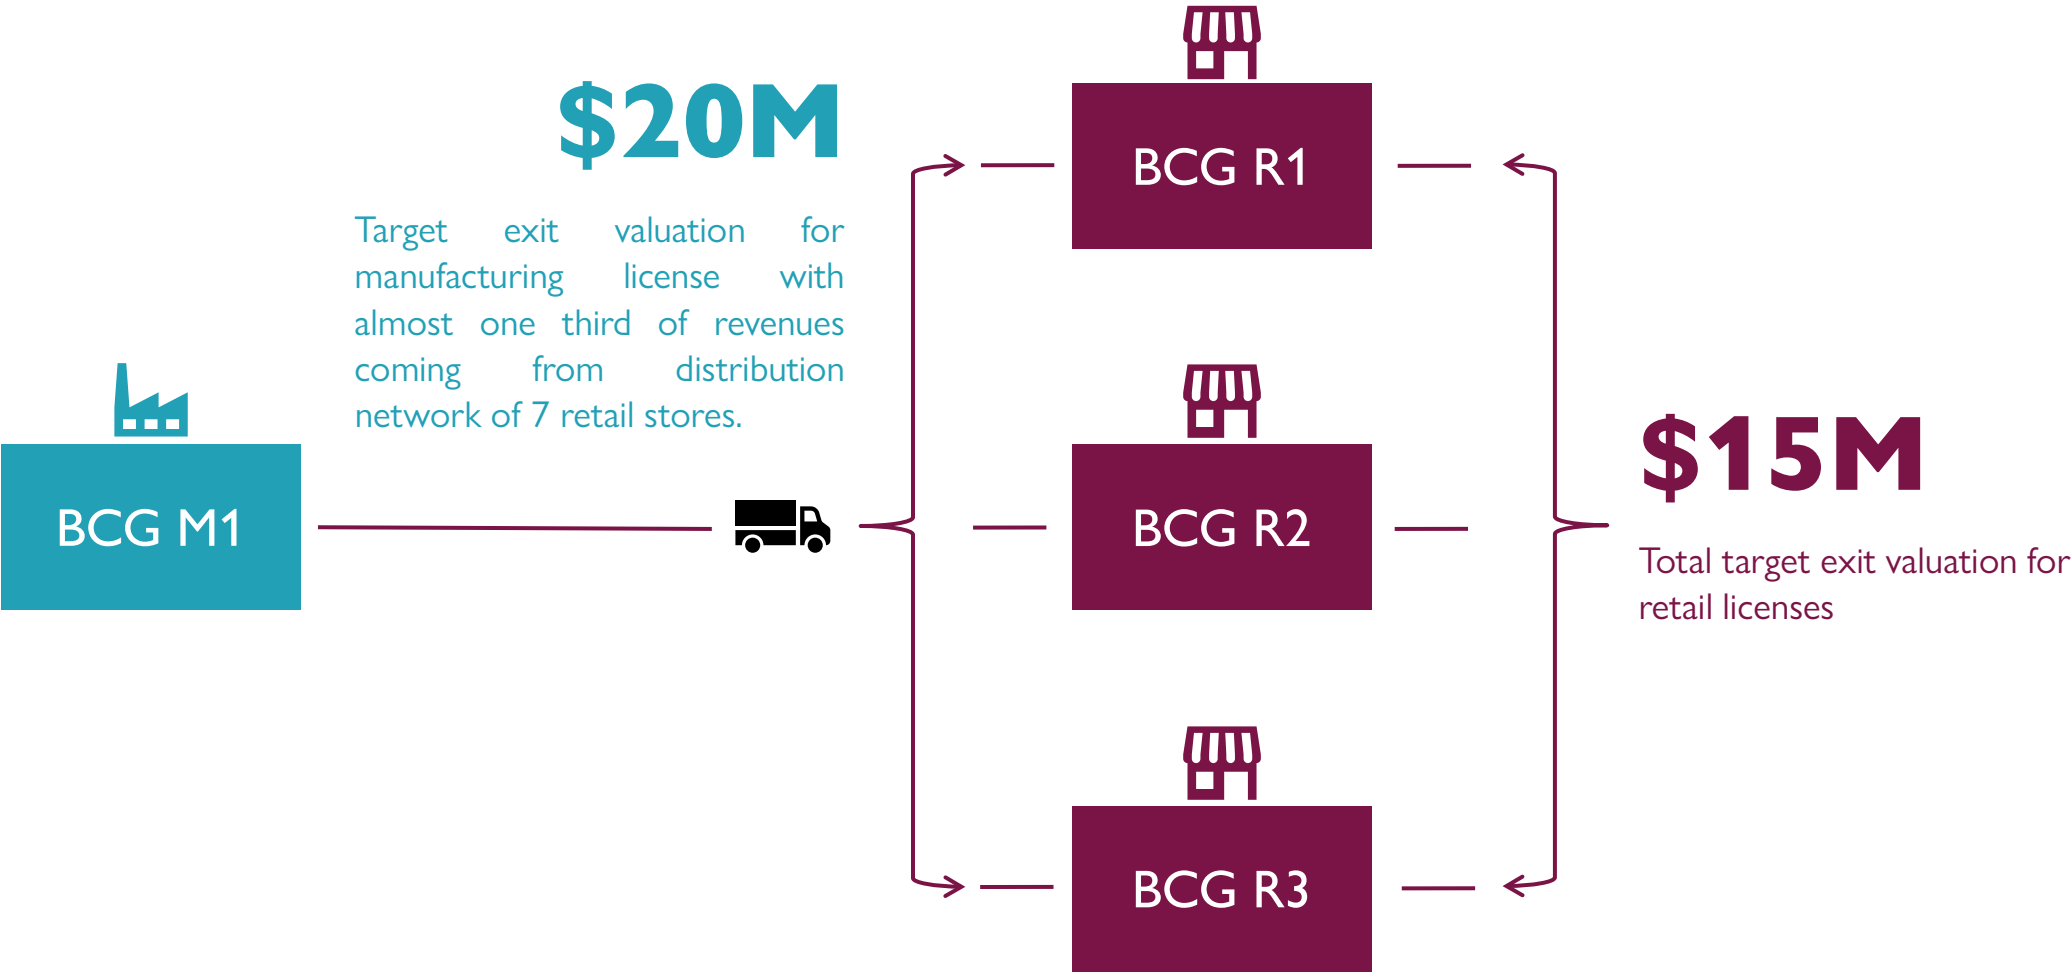 $20M
Target exit valuation for
manufacturing license with
almost one third of revenues
coming from distribution
network of 7 retail stores.
BCG M1
BCG R1
BCG R2
BCG R3
$15M
Total target exit valuation for
retail licenses